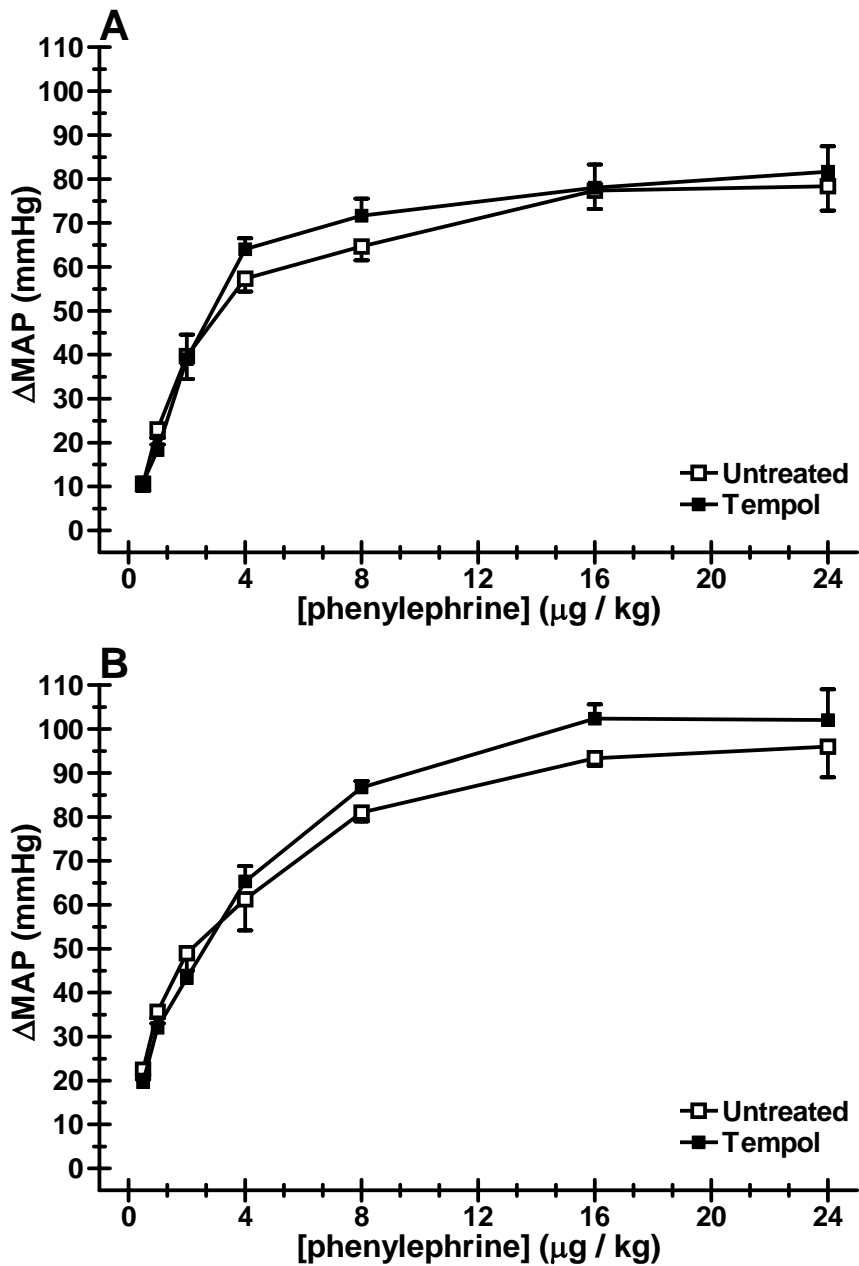 A
110
100
90
80
70
60
50
40
30
20
10
0
ΔMAP (mmHg)
Untreated
Tempol
0 4 8 12 16 20 24
[phenylephrine] (μg / kg)
B
110
100
90
80
70
60
50
40
30
20
10
0
ΔMAP (mmHg)
Untreated
Tempol
0 4 8 12 16 20 24
[phenylephrine] (μg / kg)